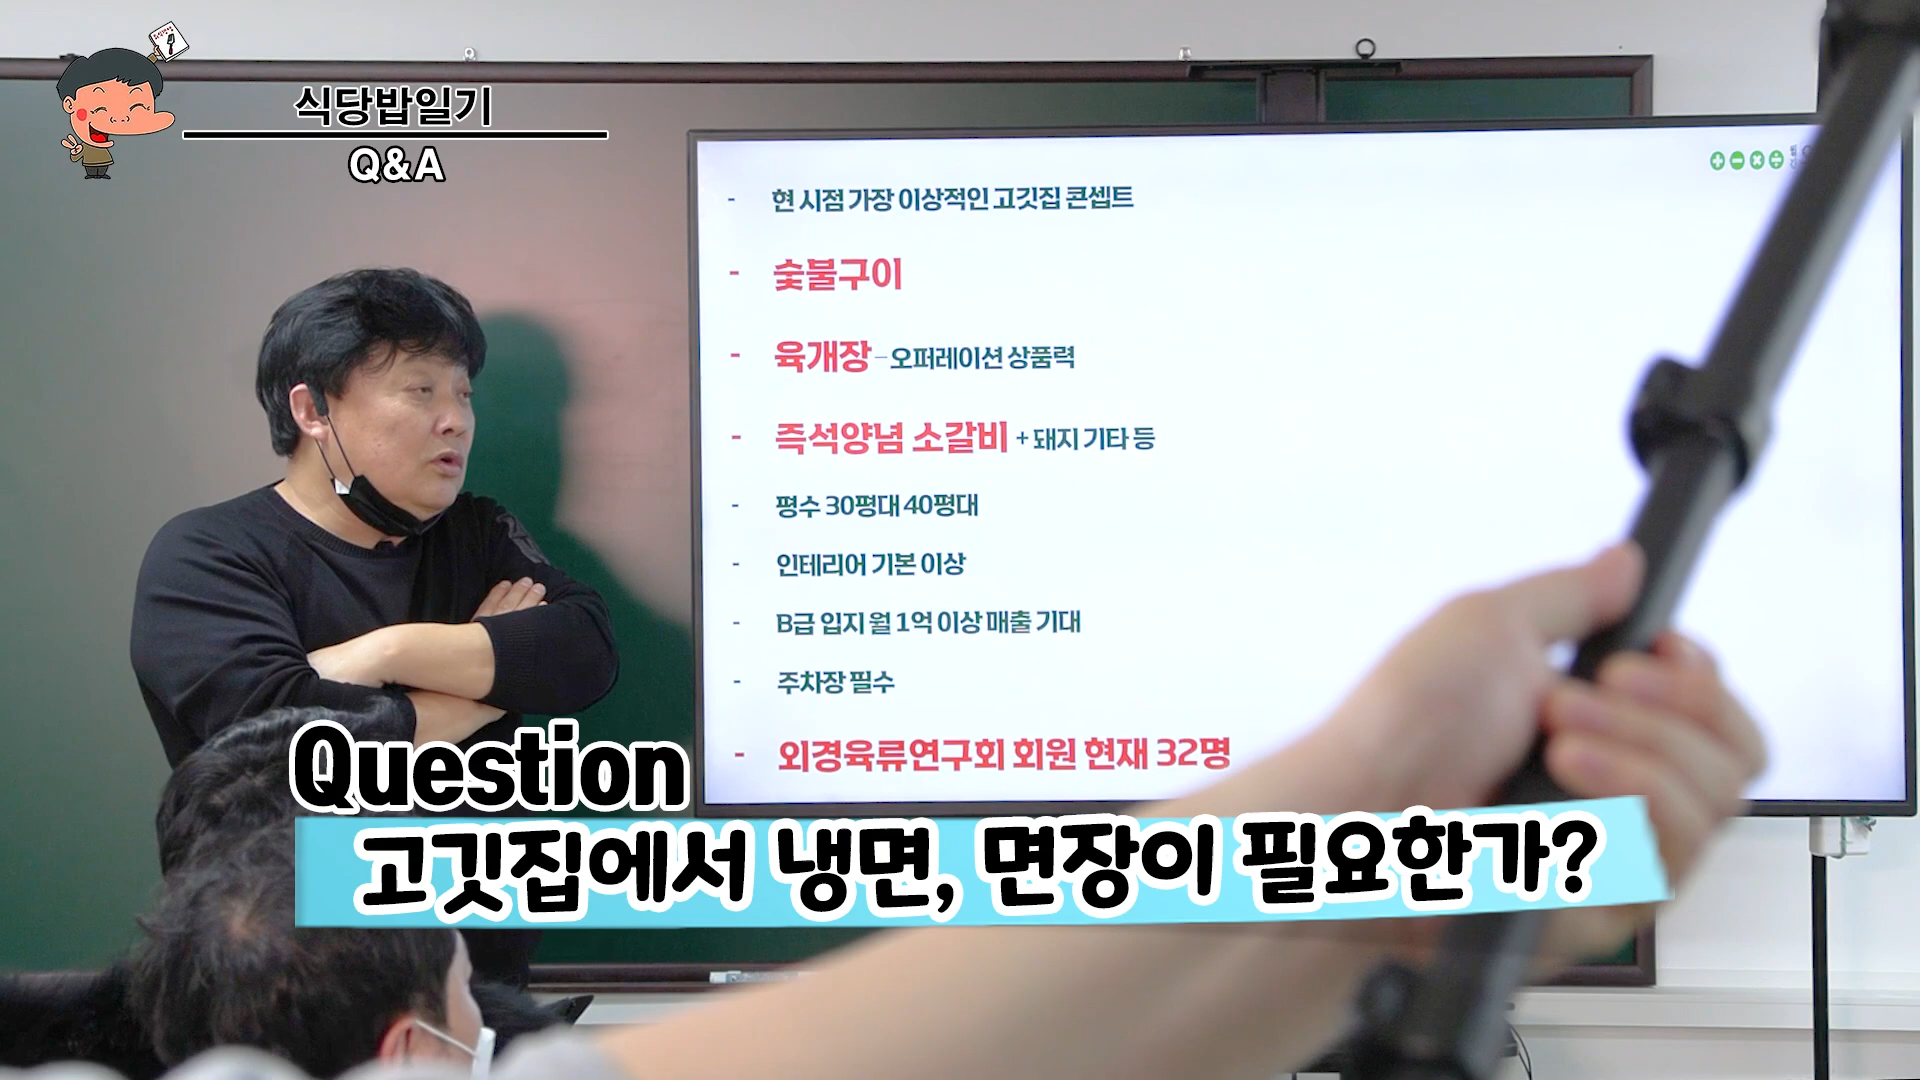 식당밥일기
Q&A
- 현 시점 가장 이상적인 고깃집 콘셉트
- 숯불구이
- 육개장 - 오퍼레이션 상품력
- 즉석양념 소갈비 + 돼지 기타 등
- 평수 30평대 40평대
- 인테리어 기본 이상
- B급 입지 월 1억 이상 매출 기대
- 주차장 필수
- 외경육류연구회 회원 현재 32명
Question
고깃집에서 냉면, 면장이 필요한가?